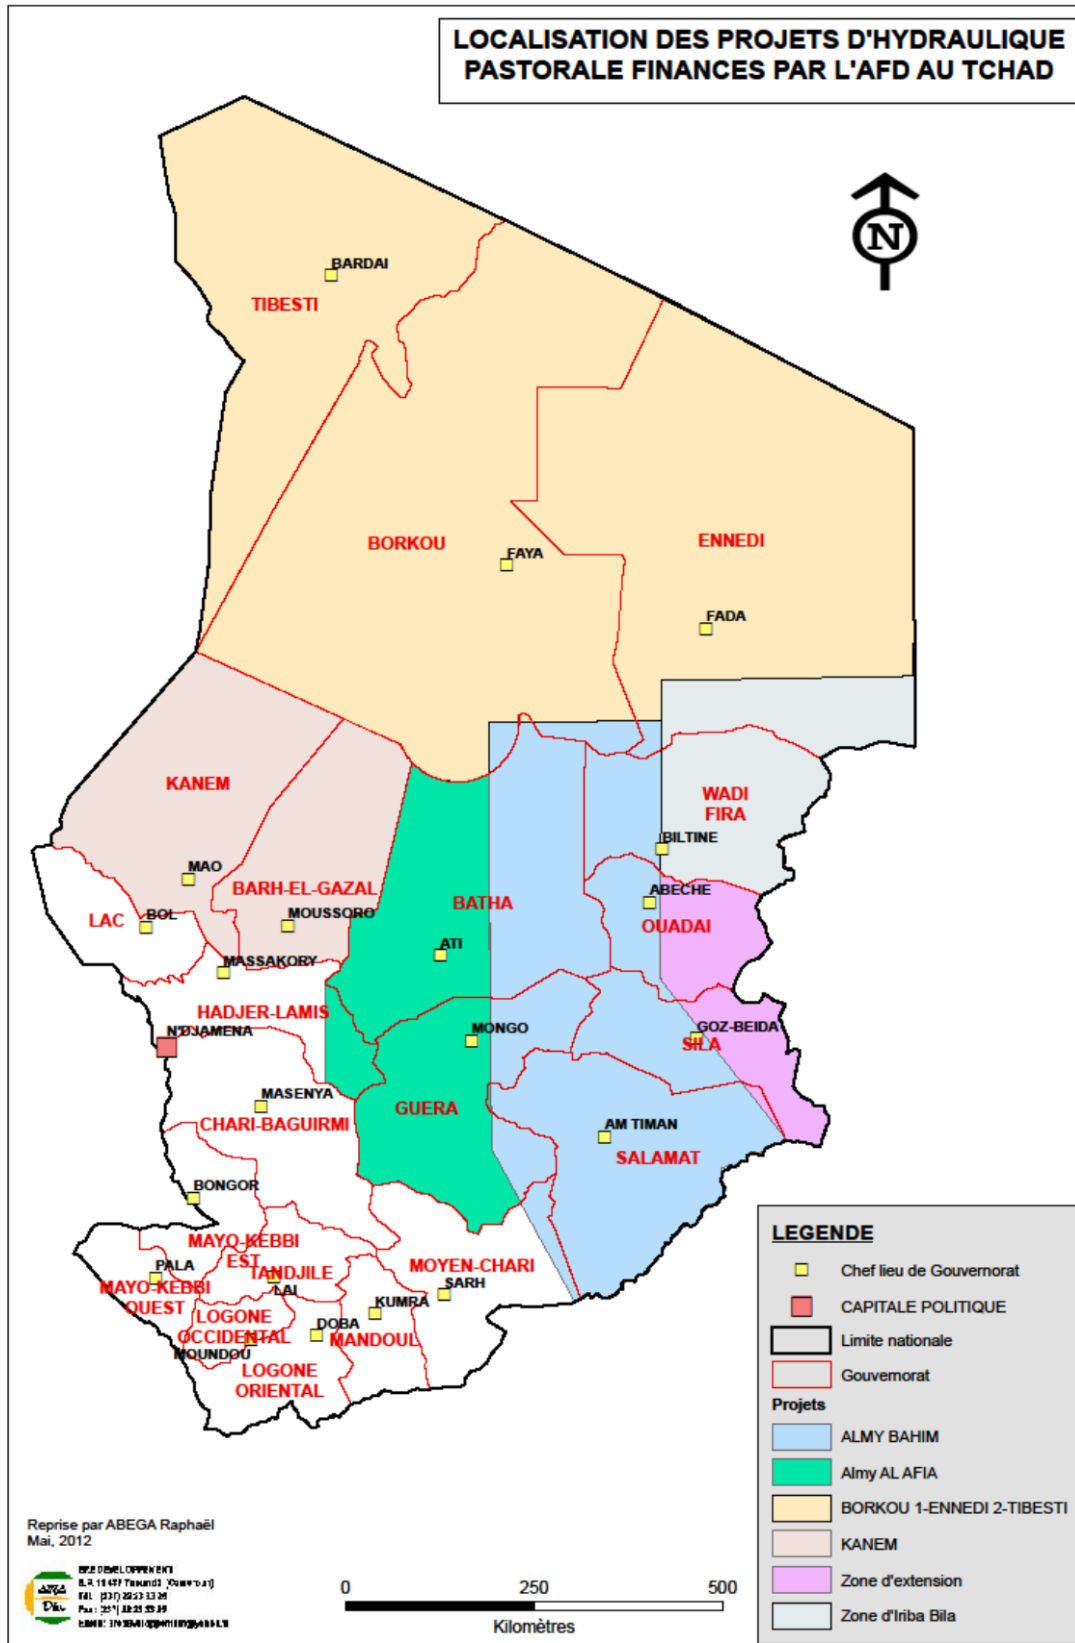 LOCALISATION DES PROJETS D'HYDRAULIQUE
PASTORALE FINANCES PAR L'AFD AU TCHAD
N
BARDAI
TIBESTI
BORKOU
FAYA
ENNEDI
FADA
KANEM
WADI
FIRA
BILTINE
MAO
BARH-EL-GAZAL
ABECHE
BATHA
LAC
BOL
MOUSSORO
OUADAI
ATI
MASSAKORY
HADJER-LAMIS
N'DJAMENA
MONGO
GOZ-BEIDA
SILA
MASENYA
GUERA
CHARI-BAGUIRMI
AM TIMAN
SALAMAT
BONGOR
MAYO-KEBBI
EST
PALA
TANDJILE
MOYEN-CHARI
MAYO-KEBBI
OUEST
LAI
SARH
KUMRA
LOGONE
OCCIDENTAL
DOBA
MANDOUL
MOUNDOU
LOGONE
ORIENTAL
LEGENDE
Chef lieu de Gouvernorat
CAPITALE POLITIQUE
Limite nationale
Gouvernorat
Projets
ALMY BAHIM
Almy AL AFIA
BORKOU 1-ENNEDI 2-TIBESTI
KANEM
Zone d'extension
Zone d'Iriba Bila
Reprise par ABEGA Raphaël
Mai, 2012
0 250 500
Kilomètres